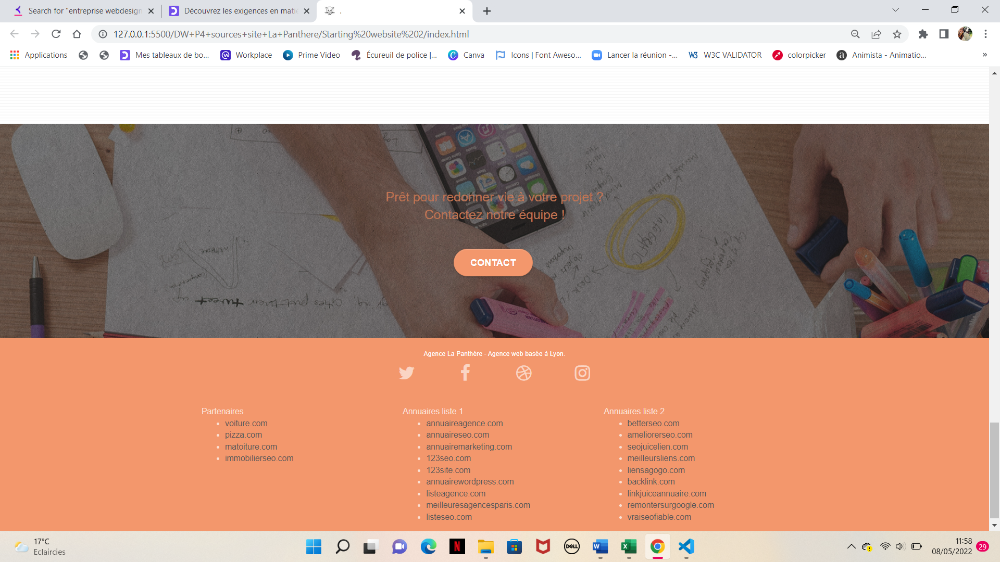 Search for "entreprise webdesign
Découvrez les exigences en matiè
.
127.0.0.1:5500/DW+P4+sources+site+La+Panthere/Starting%20website%202/index.html
Applications
Mes tableaux de bo...
Workplace
Prime Video
Écureuil de police |...
Canva
Icons | Font Aweso...
Lancer la réunion -...
W3C VALIDATOR
colorpicker
Animista - Animatio...
»
Prêt pour redonner vie à votre projet ?
Contactez notre équipe !
CONTACT
INFOGRAFIC
Agence La Panthère - Agence web basée à Lyon.
Partenaires
voiture.com
pizza.com
matoiture.com
immobilierseo.com
Annuaires liste 1
annuaireagence.com
annuaireseo.com
annuairemarketing.com
123seo.com
123site.com
annuairewordpress.com
listeagence.com
meilleuresagencesparis.com
listeseo.com
Annuaires liste 2
betterseo.com
ameliorerseo.com
seojuicelien.com
meilleursliens.com
liensagogo.com
backlink.com
linkjuiceannuaire.com
remontersurgoogle.com
vraiseofiable.com
17°C
Eclaircies
DELL
11:58
08/05/2022
29